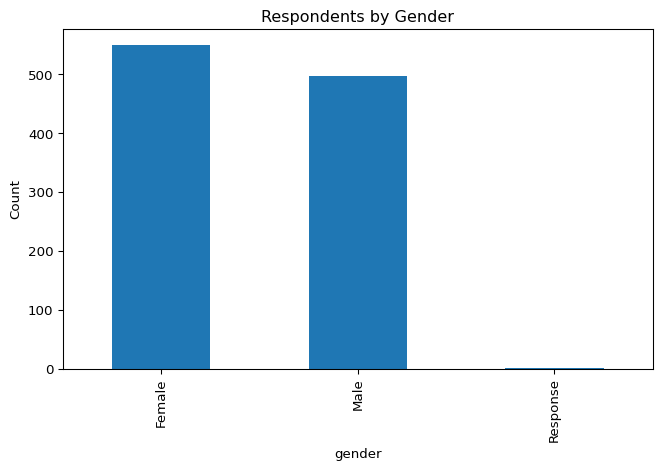 Respondents by Gender
Count
500
400
300
200
100
0
Female
Male
Response
gender